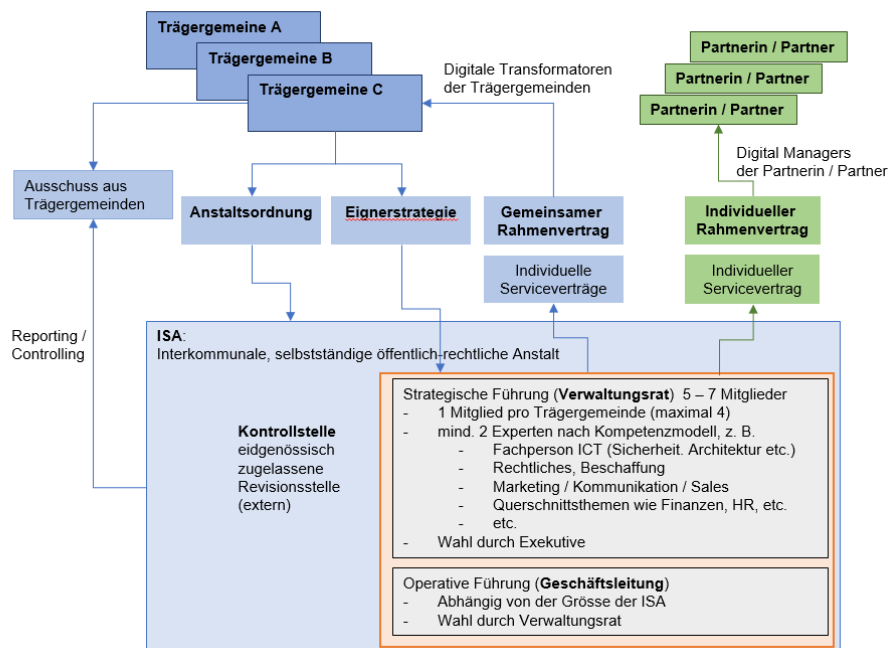 Trägergemeine A
Trägergemeine B
Trägergemeine C
Digitale Transformatoren
der Trägergemeinden
Partnerin / Partner
Partnerin / Partner
Partnerin / Partner
Digital Managers
der Partnerin / Partner
Ausschuss aus
Trägergemeinden
Anstaltsordnung
Eignerstrategie
Gemeinsamer
Rahmenvertrag
Individueller
Rahmenvertrag
Individuelle
Serviceverträge
Individueller
Servicevertrag
Reporting /
Controlling
ISA:
Interkommunale, selbstständige öffentlich-rechtliche Anstalt
Kontrollstelle
eidgenössisch
zugelassene
Revisionsstelle
(extern)
Strategische Führung (Verwaltungsrat) 5 – 7 Mitglieder
- 1 Mitglied pro Trägergemeinde (maximal 4)
- mind. 2 Experten nach Kompetenzmodell, z. B.
- Fachperson ICT (Sicherheit. Architektur etc.)
- Rechtliches, Beschaffung
- Marketing / Kommunikation / Sales
- Querschnittsthemen wie Finanzen, HR, etc.
- etc.
- Wahl durch Exekutive
Operative Führung (Geschäftsleitung)
- Abhängig von der Grösse der ISA
- Wahl durch Verwaltungsrat